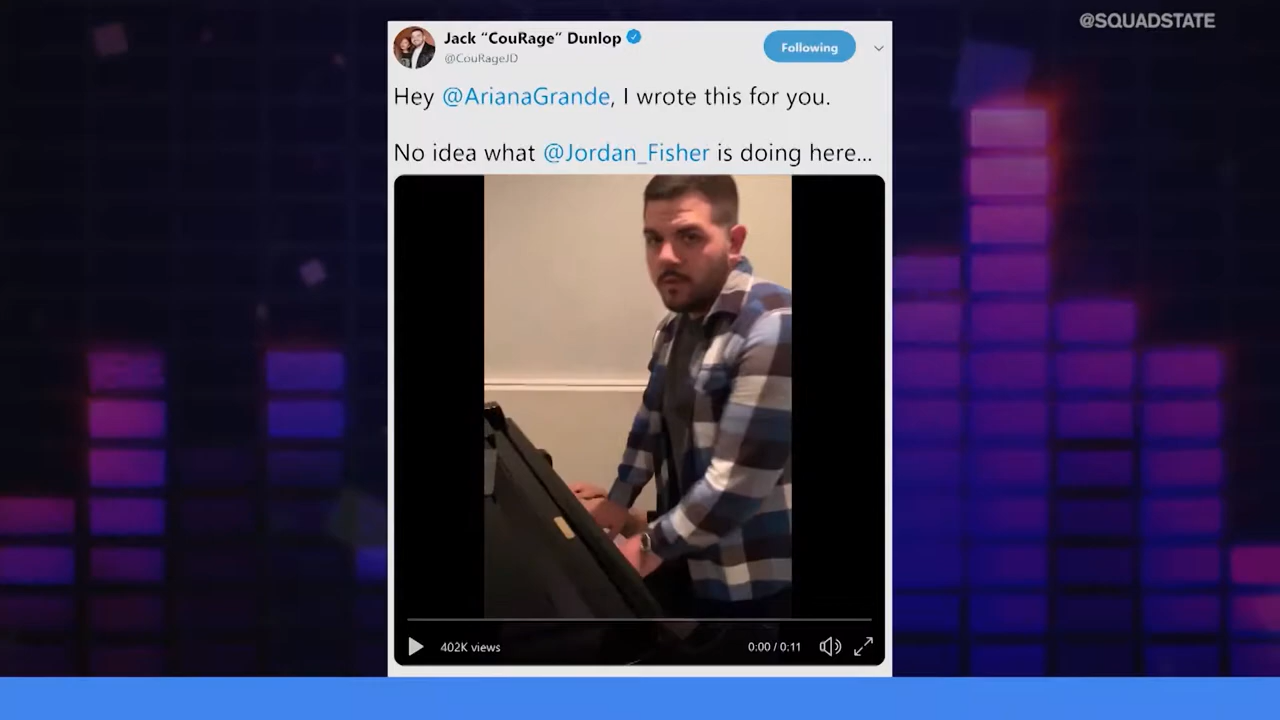 @SQUADSTATE
Jack “CouRage” Dunlop
@CouRageJD
Following
Hey @ArianaGrande, I wrote this for you.
No idea what @Jordan_Fisher is doing here...
402K views
0:00 / 0:11